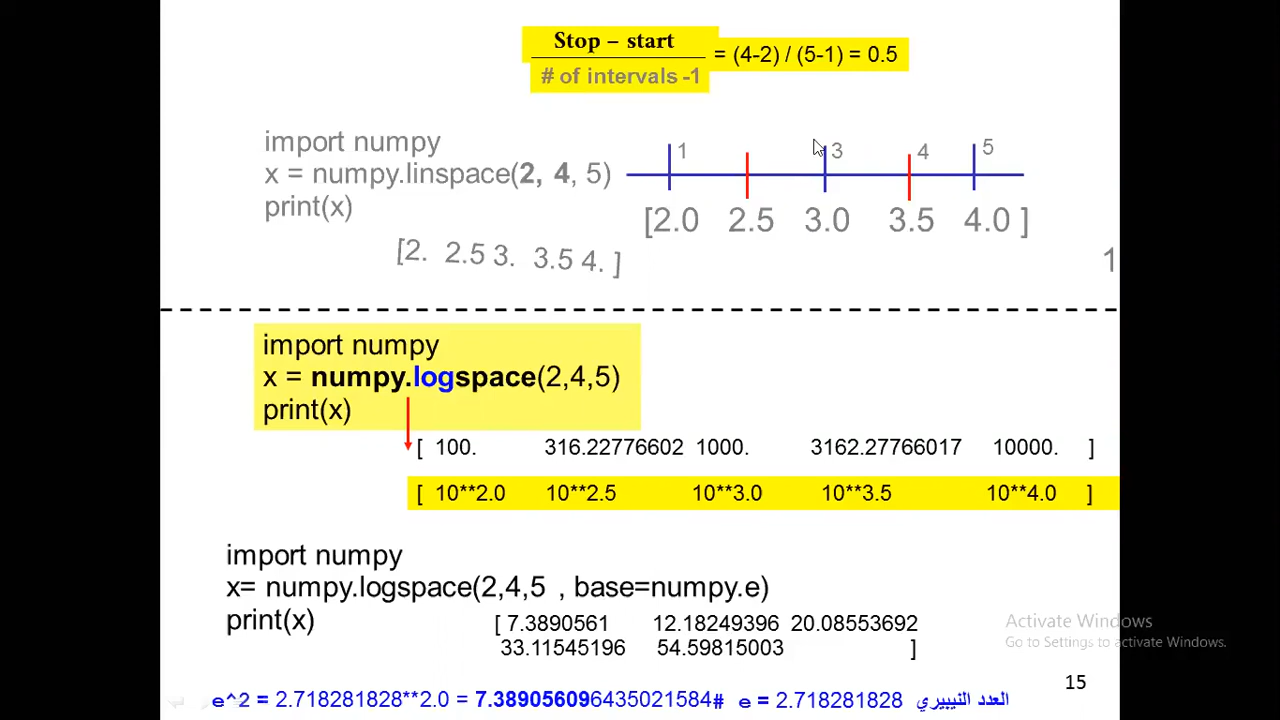 Stop – start
# of intervals -1
= (4-2) / (5-1) = 0.5
import numpy
x = numpy.linspace(2, 4, 5)
print(x)
1 3 4 5
[2.0 2.5 3.0 3.5 4.0 ]
[2. 2.5 3. 3.5 4. ]
1
import numpy
x = numpy.logspace(2,4,5)
print(x)
[ 100. 316.22776602 1000. 3162.27766017 10000. ]
[ 10**2.0 10**2.5 10**3.0 10**3.5 10**4.0 ]
import numpy
x= numpy.logspace(2,4,5 , base=numpy.e)
print(x)
[ 7.3890561 12.18249396 20.08553692
33.11545196 54.59815003 ]
Activate Windows
Go to Settings to activate Windows.
15
e^2 = 2.718281828**2.0 = 7.389056096435021584# e = 2.718281828 العدد النيبيري